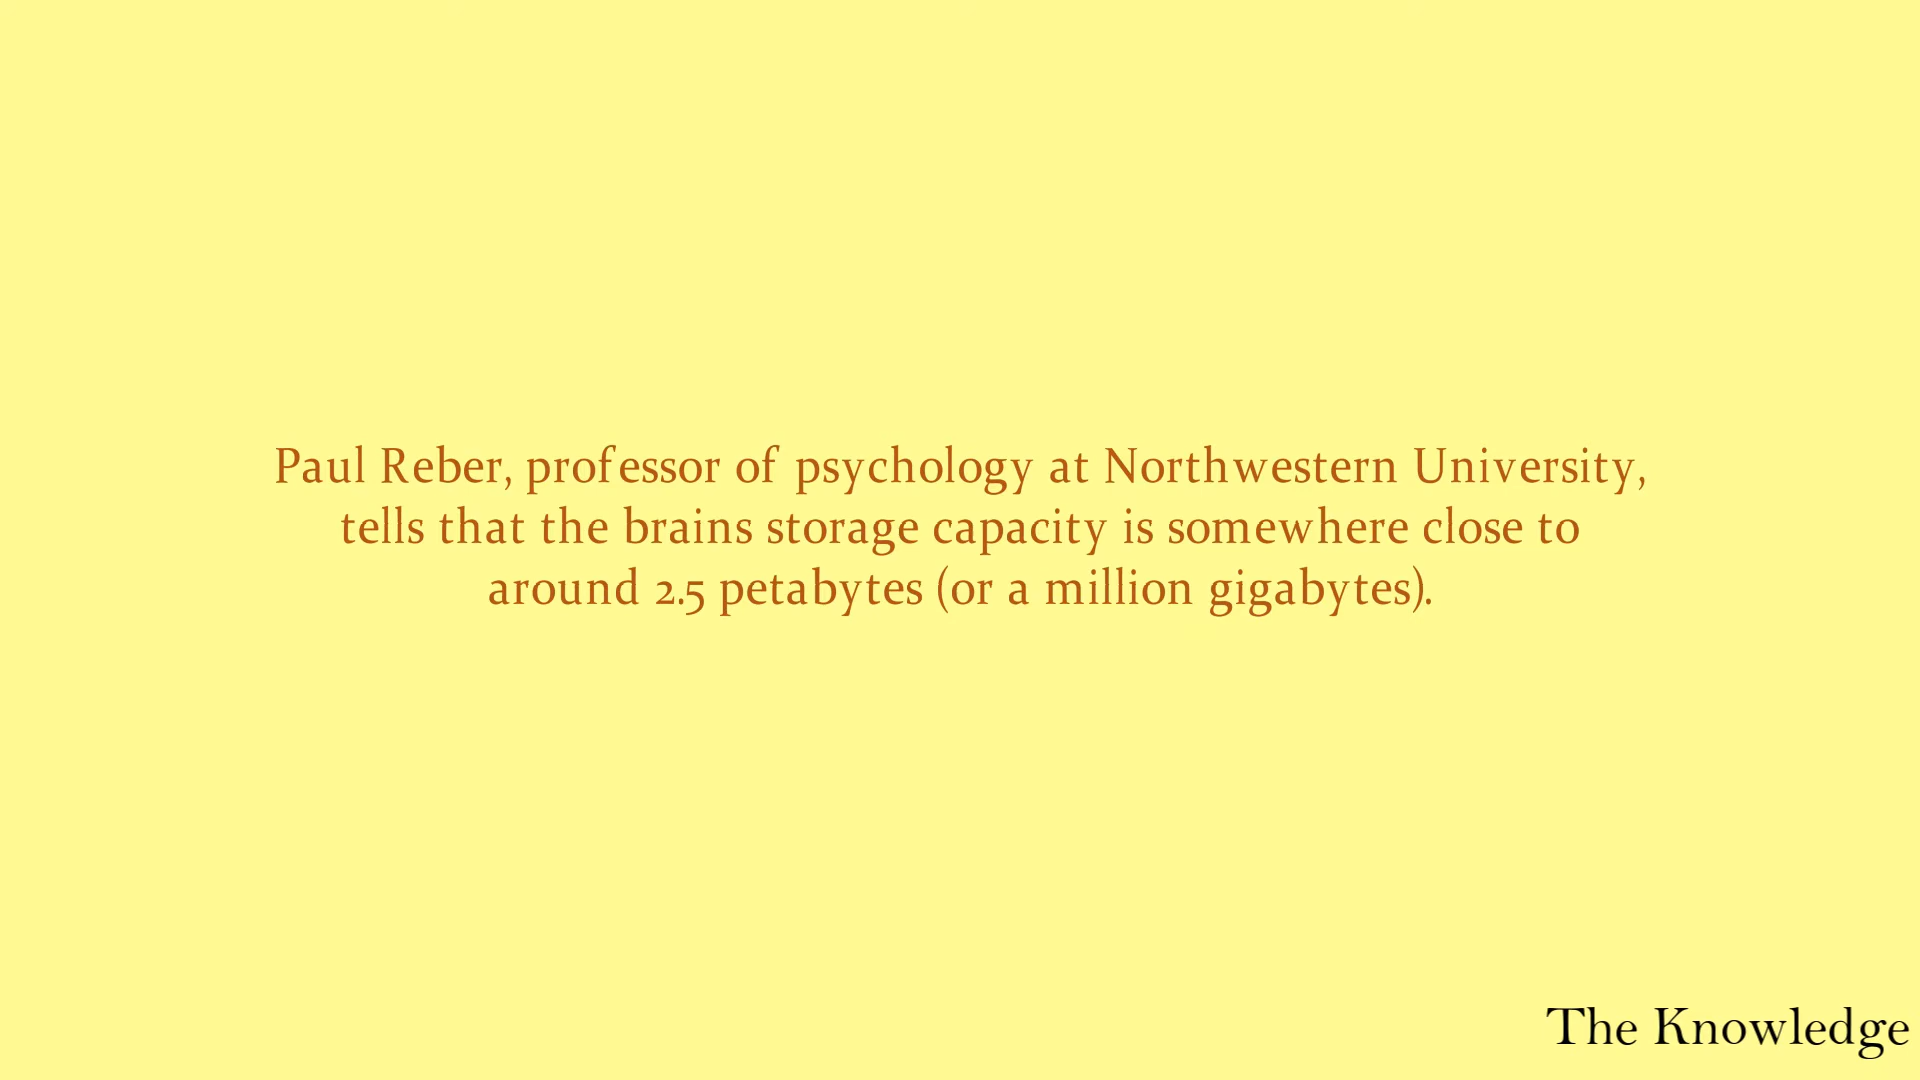 Paul Reber, professor of psychology at Northwestern University,
tells that the brains storage capacity is somewhere close to
around 2.5 petabytes (or a million gigabytes).
The Knowledge